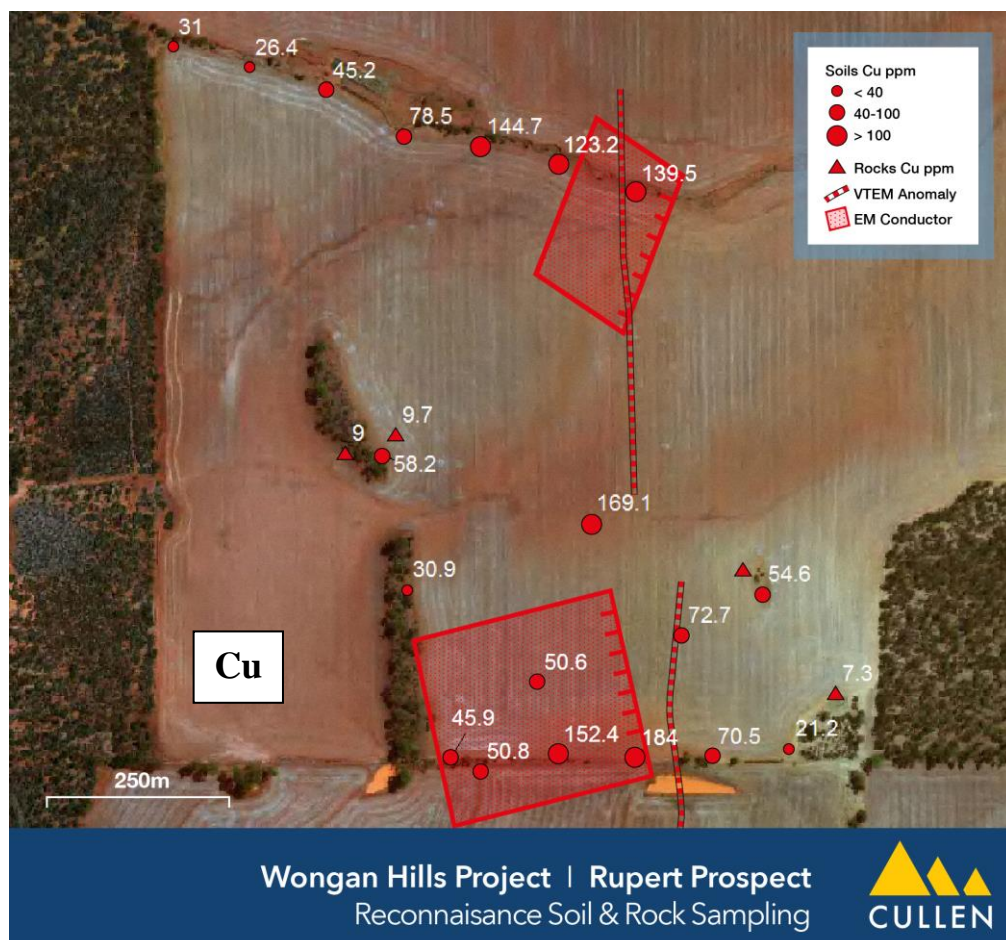 31
26.4
45.2
78.5
144.7
123.2
139.5
Soils Cu ppm
< 40
40-100
> 100
Rocks Cu ppm
VTEM Anomaly
EM Conductor
9.7
9
58.2
169.1
30.9
54.6
72.7
Cu
50.6
7.3
45.9
50.8
152.4
184
70.5
21.2
250m
Wongan Hills Project | Rupert Prospect
Reconnaisance Soil & Rock Sampling
CULLEN